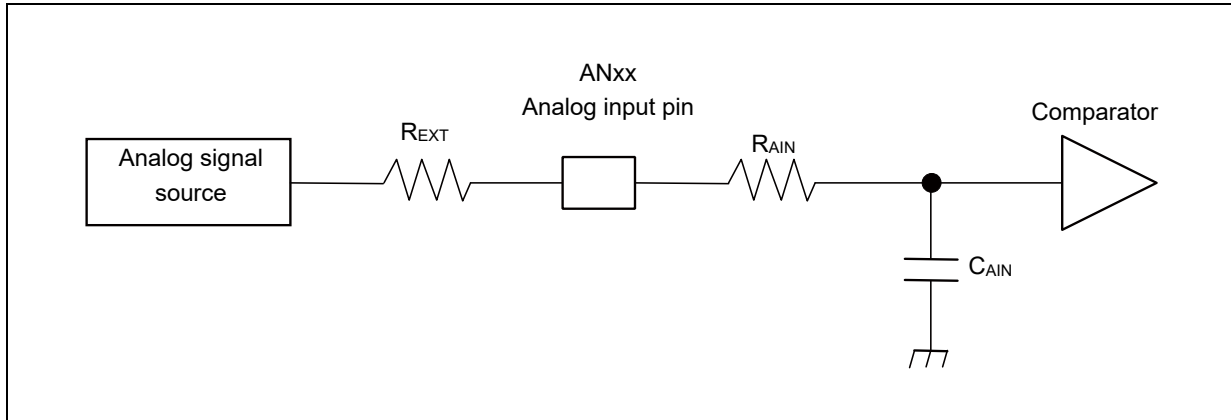 ANxx
Analog input pin
Comparator
REXT
RAIN
Analog signal
source
CAIN